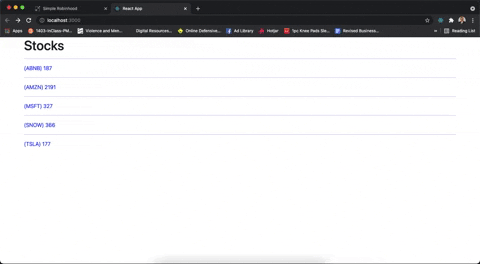 Simple Robinhood
React App
localhost:3000
Apps
1423-InClass-PM...
Violence and Men...
Digital Resources...
Online Defensive...
Ad Library
Hotjar
1pc Knee Pads Sle...
Revised Business...
Reading List
Stocks
(ABNB) 187
(AMZN) 2191
(MSFT) 327
(SNOW) 366
(TSLA) 177